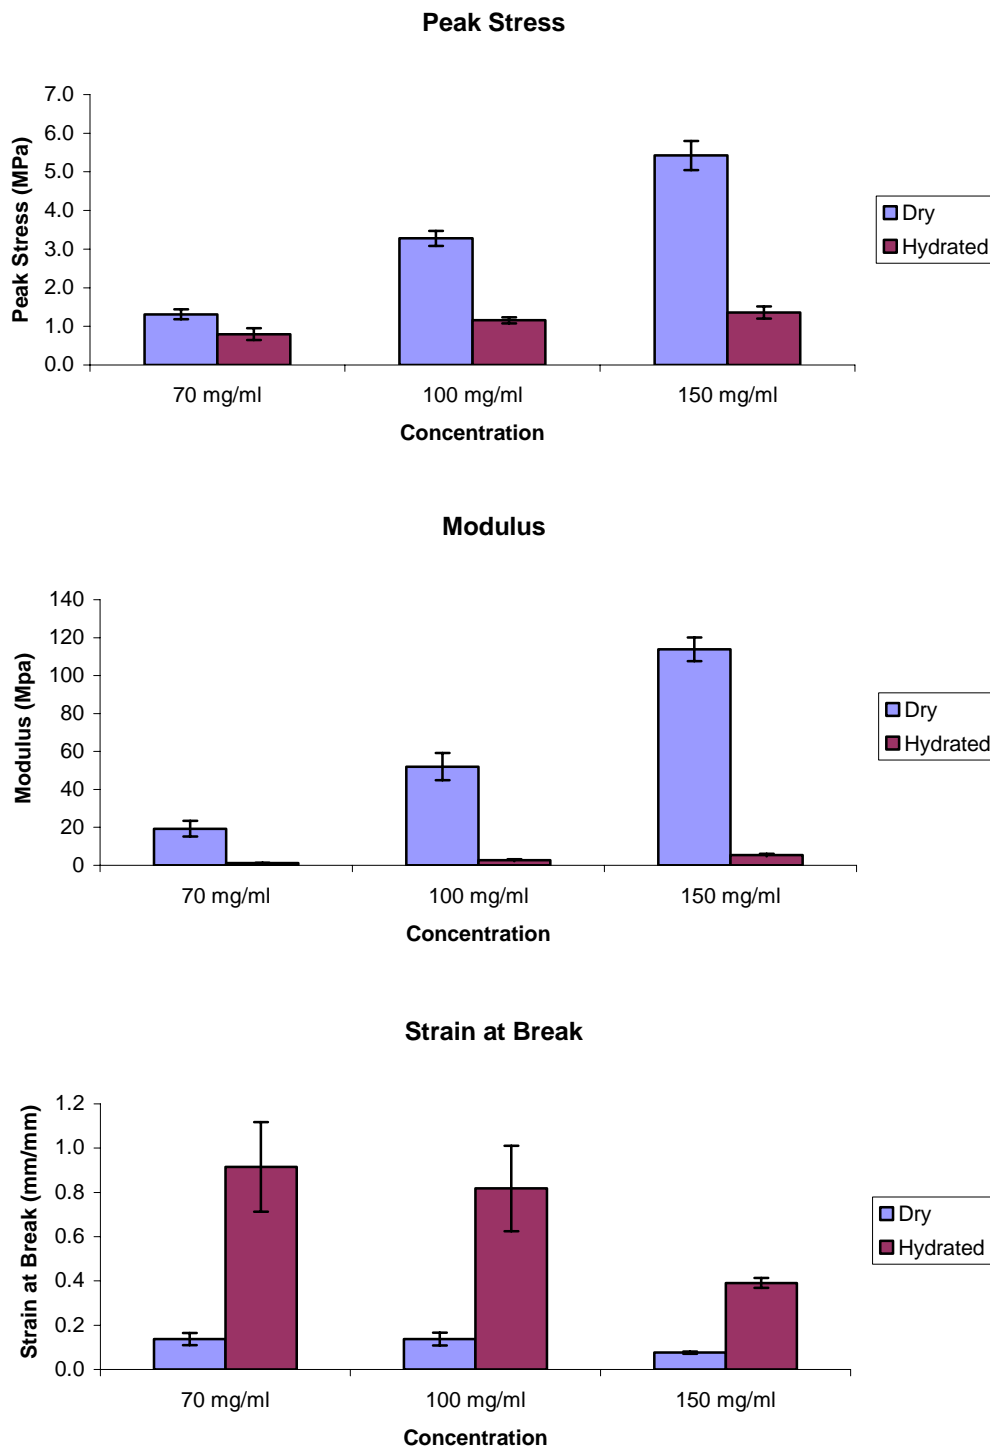 Peak Stress
7.0
6.0
5.0
4.0
3.0
2.0
1.0
0.0
Peak Stress (MPa)
70 mg/ml 100 mg/ml 150 mg/ml
Concentration
Dry
Hydrated
Modulus
140
120
100
80
60
40
20
0
Modulus (Mpa)
70 mg/ml 100 mg/ml 150 mg/ml
Concentration
Dry
Hydrated
Strain at Break
1.2
1.0
0.8
0.6
0.4
0.2
0.0
Strain at Break (mm/mm)
70 mg/ml 100 mg/ml 150 mg/ml
Concentration
Dry
Hydrated